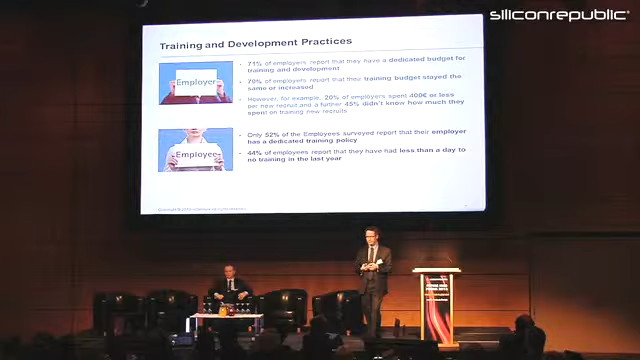 siliconrepublic
Training and Development Practices
Employer
71% of employers report that they have a dedicated budget for
training and development
79% of employers report that their training budget stayed the
same or increased
However, for example, 20% of employers spent 400€ or less
per new recruit and a further 45% didn't know how much they
spent on training new recruits
Employee
Only 52% of the Employees surveyed report that their employer
has a dedicated training policy
44% of employees report that they have had less than a day to
no training in the last year